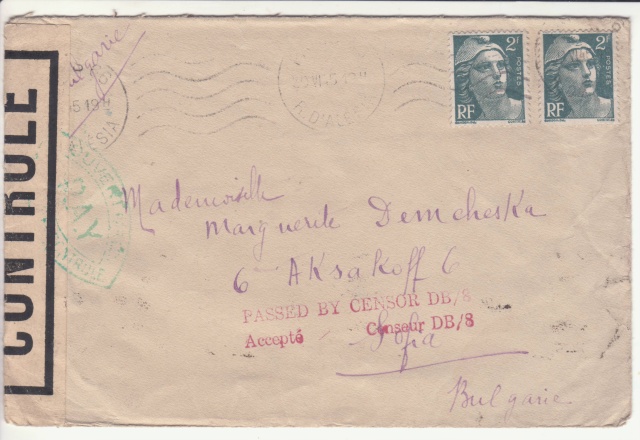 Bulgarie
2F
POSTES
RF
2F
POSTES
RF
CONTROLE
Mademoiselle
Marguerite Demcheska
6 AKsakoff 6
PASSED BY CENSOR DB/8
Accepté Censeur DB/8
Sofia
Bulgarie